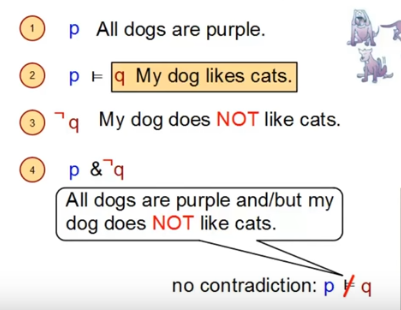 1 p All dogs are purple.
2 p ⊨ q My dog likes cats.
3 ¬q My dog does NOT like cats.
4 p & ¬q
All dogs are purple and/but my
dog does NOT like cats.
no contradiction: p ⊭ q